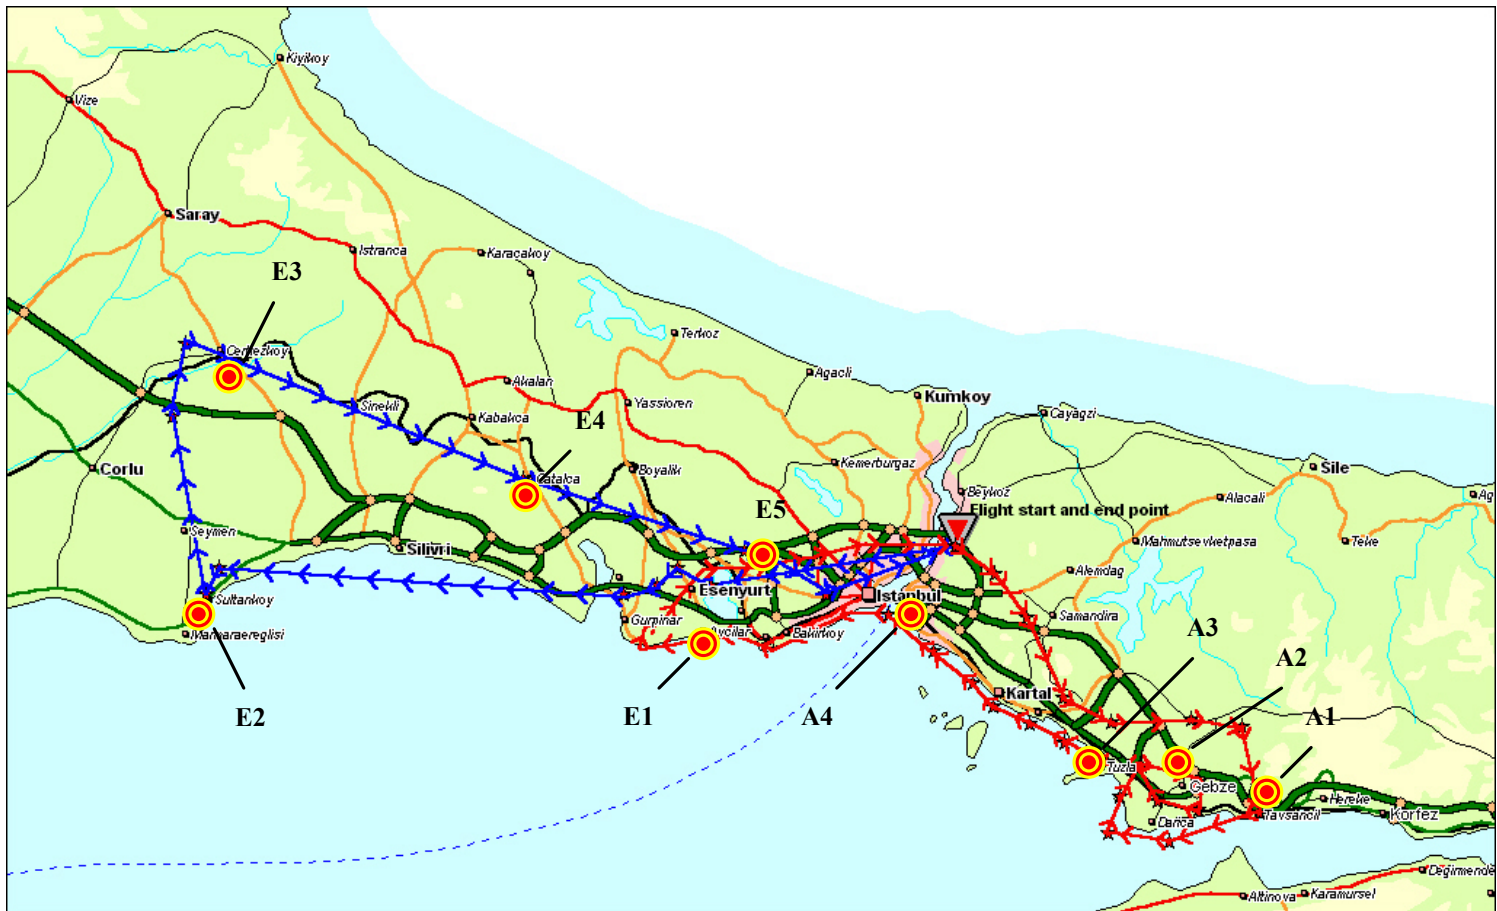 Kiyikoy
Vize
Saray
Istranca
Karacakoy
E3
Terkoz
Cerkezkoy
Agacli
Akalan
Kumkoy
Sinekli
Yassioren
Cayagzi
Kabakca
E4
Corlu
Boyalik
Kemerburgaz
Sile
Catalca
Beykoz
Alacali
Ag
E5
Flight start and end point
Seymen
Silivri
Mahmutsevketpasa
Teke
Alemdag
Esenyurt
Istanbul
Sultankoy
Gurpinar
Samandira
Marmaraereglisi
Avcilar
Bakirkoy
A3
A2
Kartal
E2
E1
A4
A1
Tuzla
Gebze
Hereke
Darica
Tavsancil
Korfez
Degirmende
Altinova
Karamursel